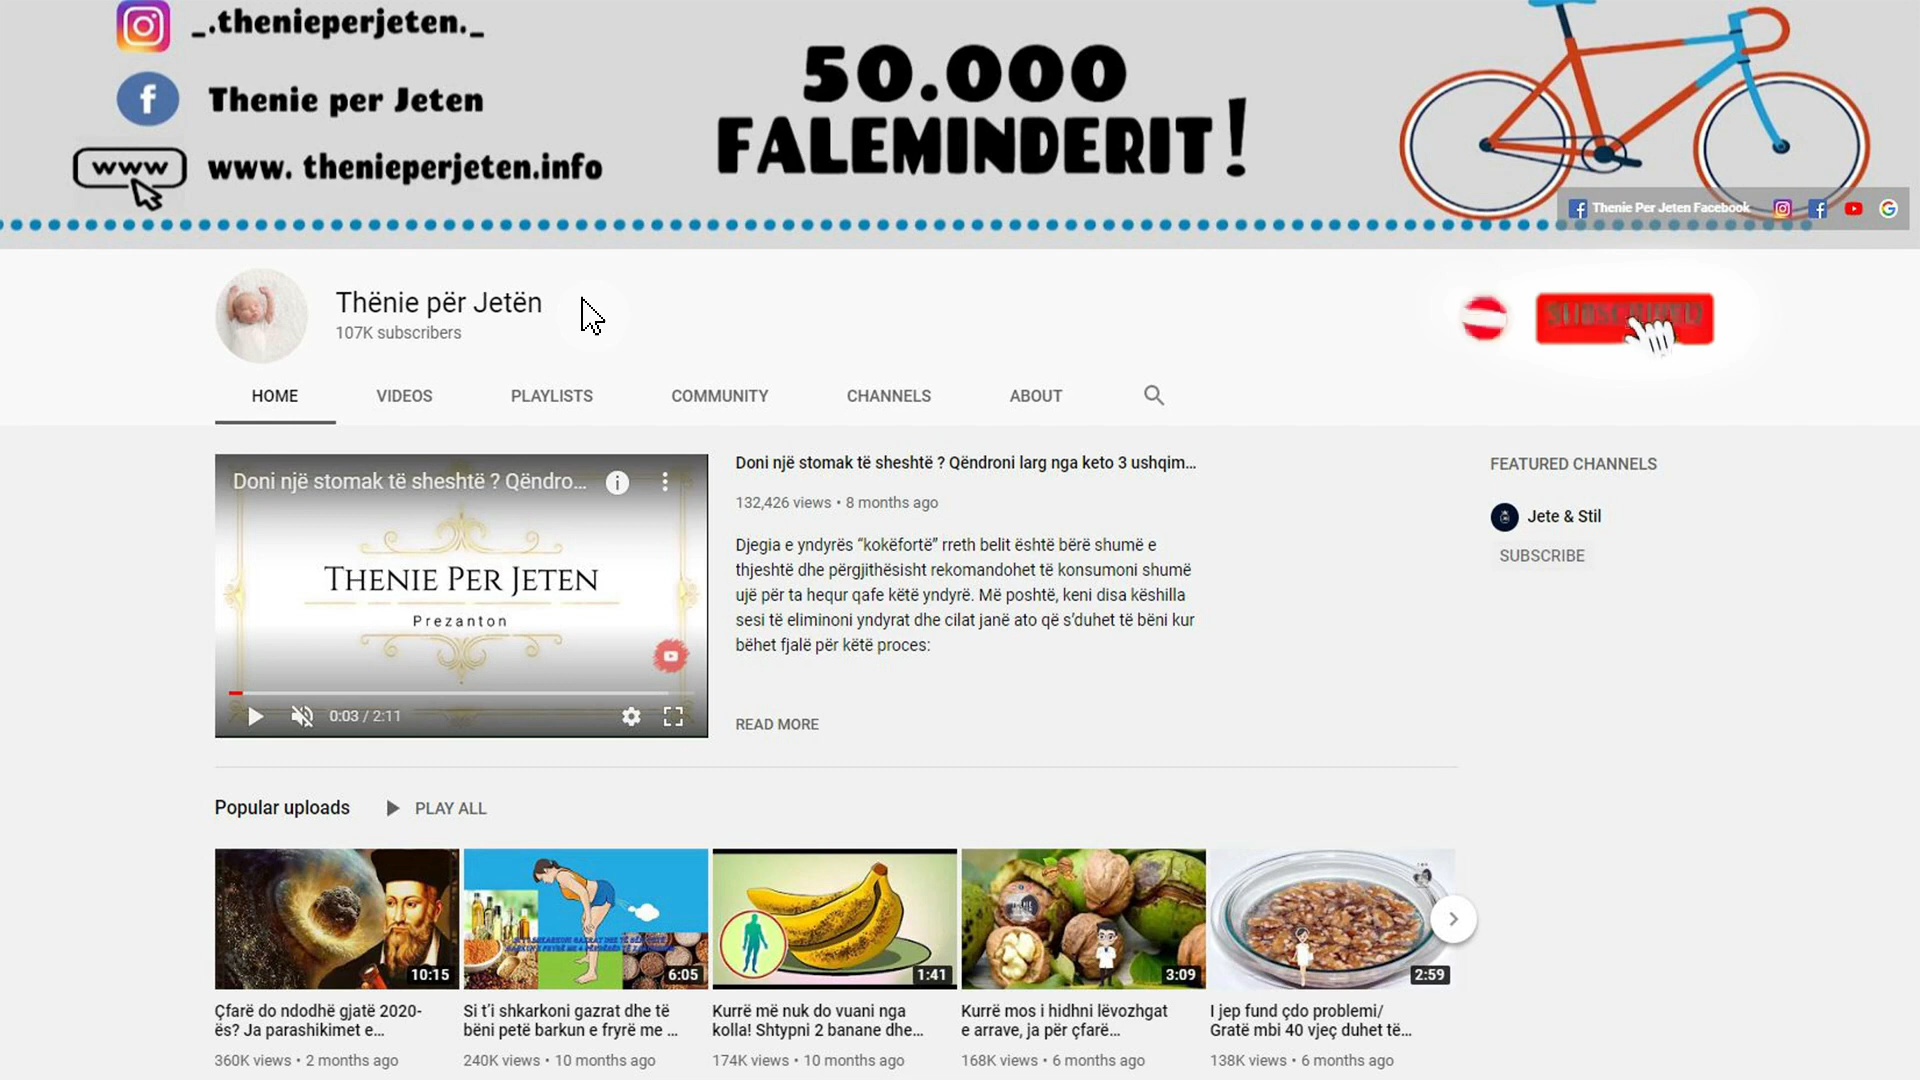 _.thenieperjeten._
Thenie per Jeten
www
www. thenieperjeten.info
50.000
FALEMINDERIT!
Thenie Per Jeten Facebook
Thënie për Jetën
107K subscribers
HOME
VIDEOS
PLAYLISTS
COMMUNITY
CHANNELS
ABOUT
Doni një stomak të sheshtë ? Qëndro...
THENIE PER JETEN
Prezanton
0:03 / 2:11
Doni një stomak të sheshtë ? Qëndroni larg nga keto 3 ushqim...
132,426 views • 8 months ago
Djegia e yndyrës “kokëfortë” rreth belit është bërë shumë e
thjeshtë dhe përgjithësisht rekomandohet të konsumoni shumë
ujë për ta hequr qafe këtë yndyrë. Më poshtë, keni disa këshilla
sesi të eliminoni yndyrat dhe cilat janë ato që s’duhet të bëni kur
bëhet fjalë për këtë proces:
READ MORE
FEATURED CHANNELS
Jete & Stil
SUBSCRIBE
Popular uploads
PLAY ALL
10:15
Çfarë do ndodhë gjatë 2020-
ës? Ja parashikimet e...
360K views • 2 months ago
6:05
Si t’i shkarkoni gazrat dhe të
bëni petë barkun e fryrë me ...
240K views • 10 months ago
1:41
Kurrë më nuk do vuani nga
kolla! Shtypni 2 banane dhe...
174K views • 10 months ago
3:09
Kurrë mos i hidhni lëvozhgat
e arrave, ja për çfarë...
168K views • 6 months ago
2:59
I jep fund çdo problemi/
Gratë mbi 40 vjeç duhet të...
138K views • 6 months ago